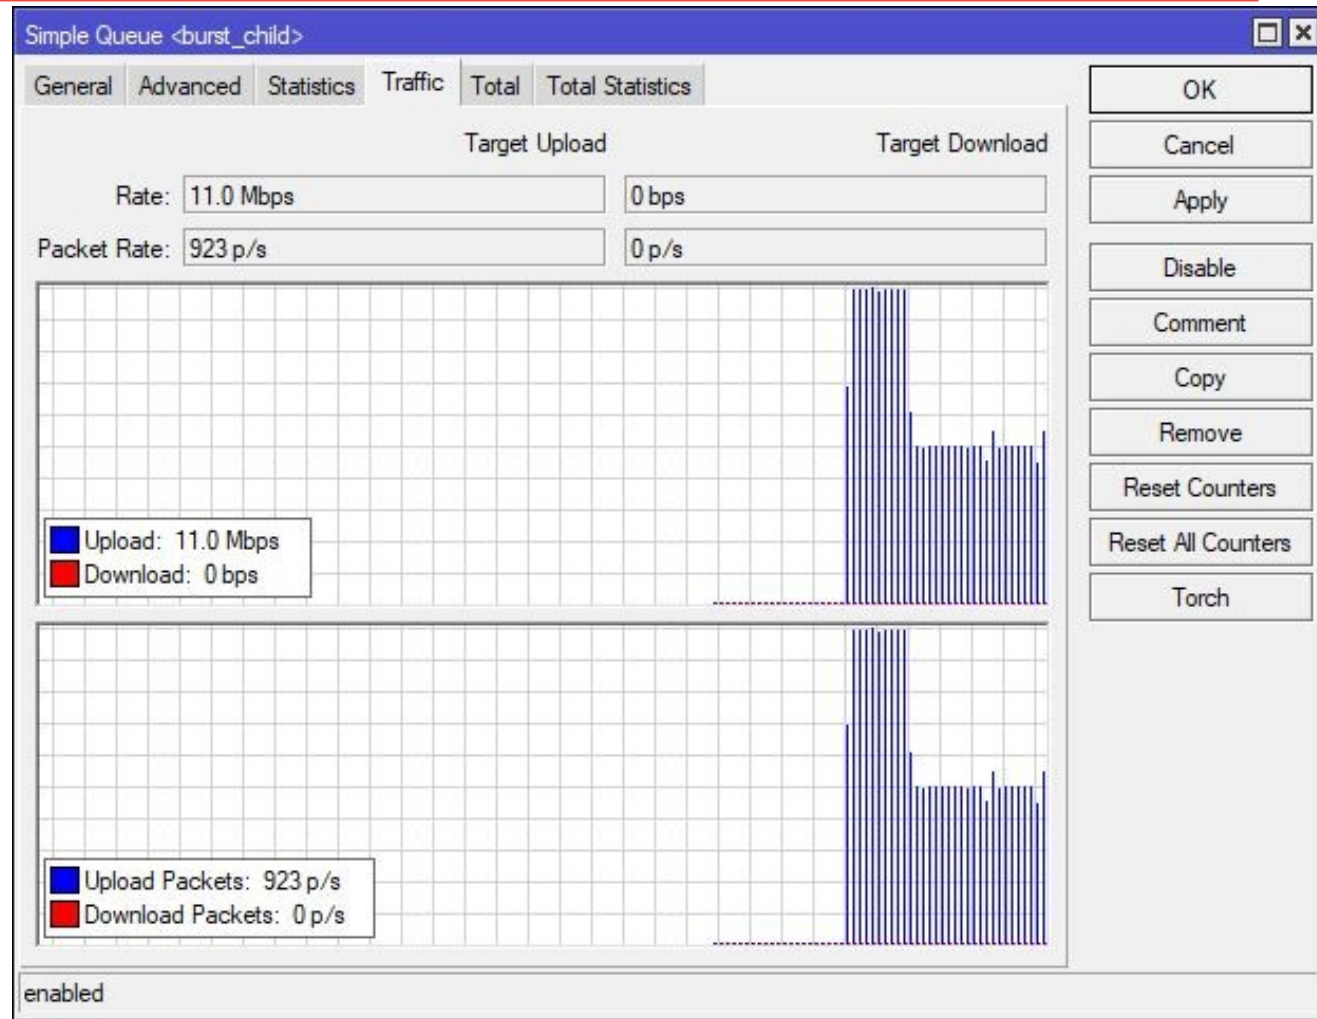 Simple Queue <burst_child>
General Advanced Statistics Traffic Total Total Statistics
Target Upload Target Download
Rate: 11.0 Mbps 0 bps
Packet Rate: 923 p/s 0 p/s
Upload: 11.0 Mbps
Download: 0 bps
Upload Packets: 923 p/s
Download Packets: 0 p/s
OK
Cancel
Apply
Disable
Comment
Copy
Remove
Reset Counters
Reset All Counters
Torch
enabled